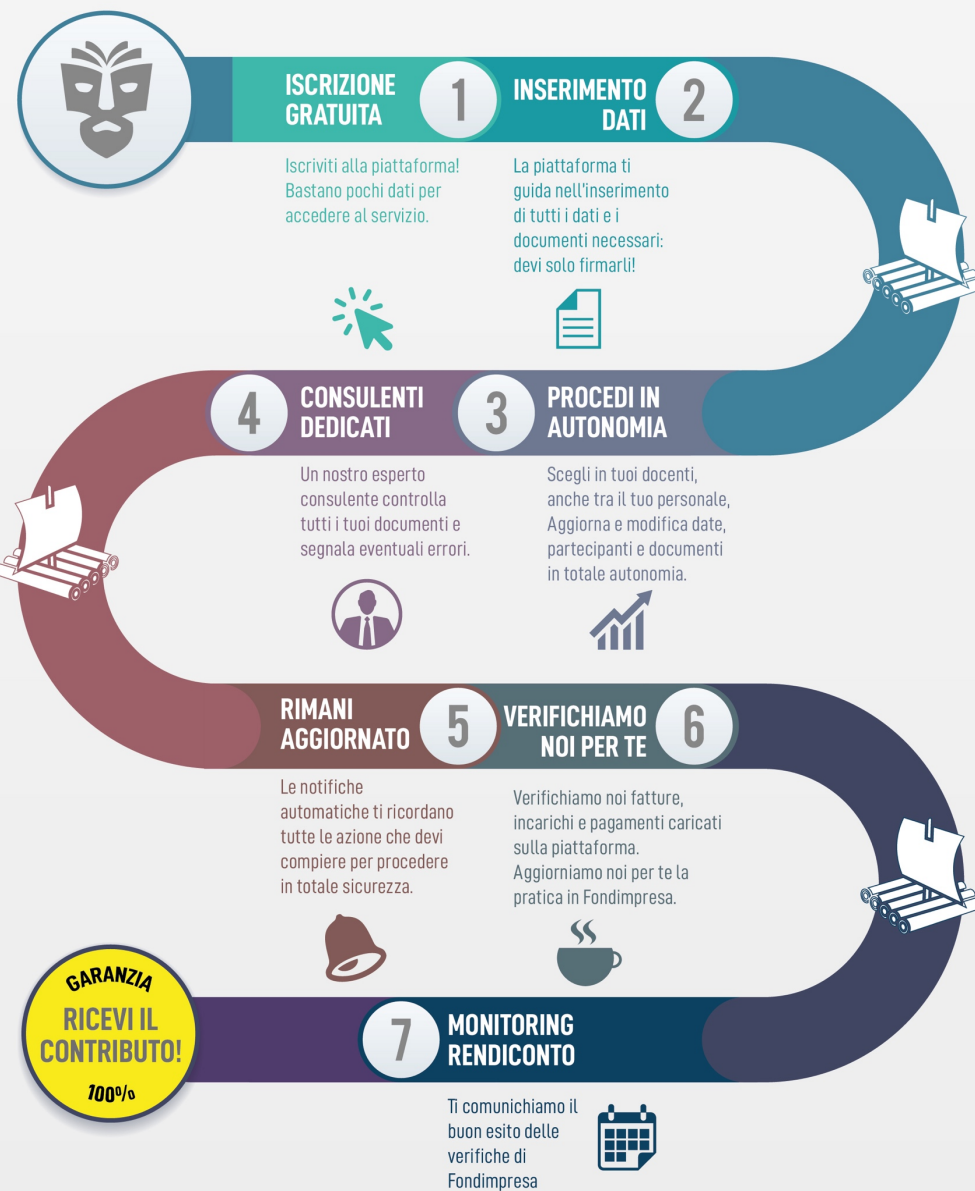 ISCRIZIONE
GRATUITA
1
Iscriviti alla piattaforma!
Bastano pochi dati per
accedere al servizio.
INSERIMENTO
DATI
2
La piattaforma ti
guida nell'inserimento
di tutti i dati e i
documenti necessari:
devi solo firmarli!
3
PROCEDI IN
AUTONOMIA
Scegli in tuoi docenti,
anche tra il tuo personale,
Aggiorna e modifica date,
partecipanti e documenti
in totale autonomia.
4
CONSULENTI
DEDICATI
Un nostro esperto
consulente controlla
tutti i tuoi documenti e
segnala eventuali errori.
RIMANI
AGGIORNATO
5
Le notifiche
automatiche ti ricordano
tutte le azione che devi
compiere per procedere
in totale sicurezza.
VERIFICHIAMO
NOI PER TE
6
Verifichiamo noi fatture,
incarichi e pagamenti caricati
sulla piattaforma.
Aggiorniamo noi per te la
pratica in Fondimpresa.
7
MONITORING
RENDICONTO
Ti comunichiamo il
buon esito delle
verifiche di
Fondimpresa
GARANZIA
RICEVI IL
CONTRIBUTO!
100%